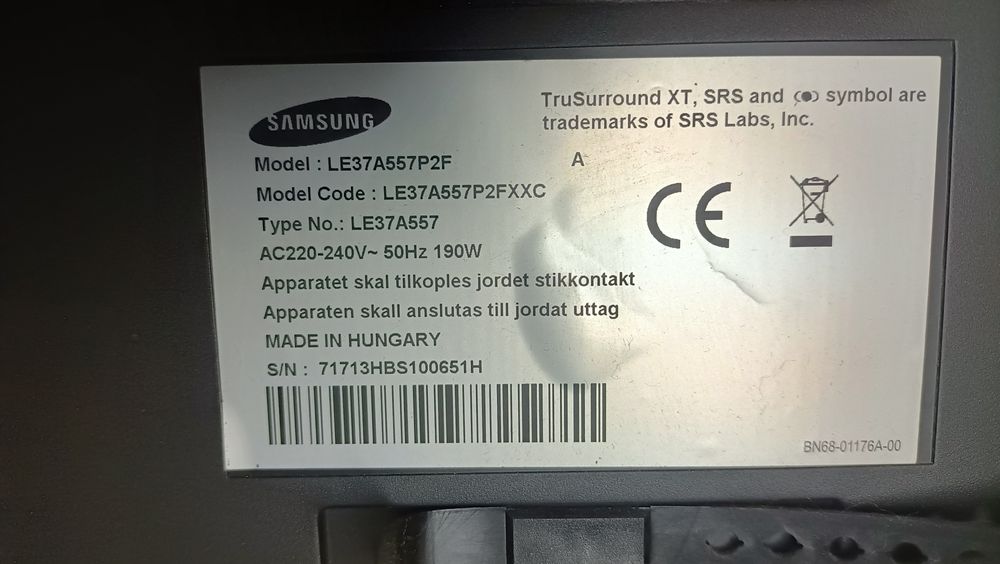 SAMSUNG
TruSurround XT, SRS and symbol are
trademarks of SRS Labs, Inc.
Model : LE37A557P2F
A
Model Code : LE37A557P2FXXC
Type No.: LE37A557
AC220-240V~ 50Hz 190W
Apparatet skal tilkoples jordet stikkontakt
Apparaten skall anslutas till jordat uttag
MADE IN HUNGARY
S/N : 71713HBS100651H
CE
BN68-01176A-00